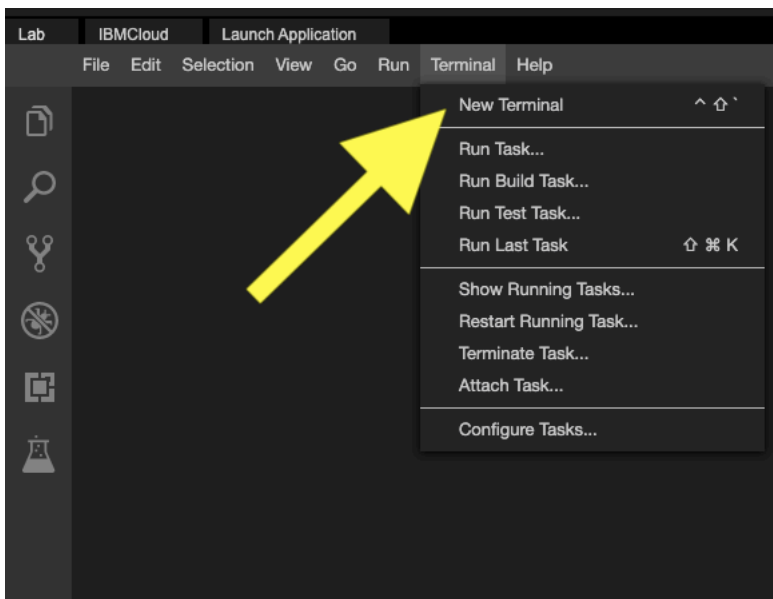 Lab IBMCloud Launch Application
File Edit Selection View Go Run Terminal Help
New Terminal ^ ⇧ `
Run Task...
Run Build Task...
Run Test Task...
Run Last Task ⇧ ⌘ K
Show Running Tasks...
Restart Running Task...
Terminate Task...
Attach Task...
Configure Tasks...